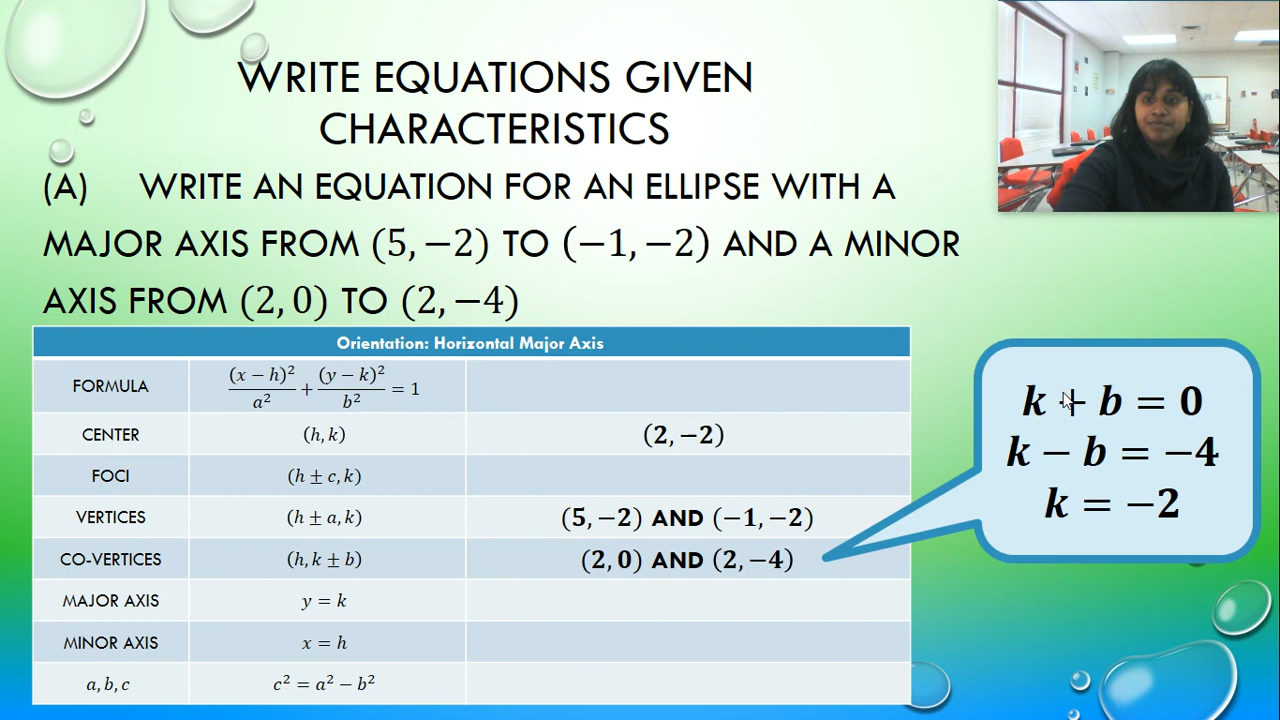 WRITE EQUATIONS GIVEN
CHARACTERISTICS
(A) WRITE AN EQUATION FOR AN ELLIPSE WITH A
MAJOR AXIS FROM (5, −2) TO (−1, −2) AND A MINOR
AXIS FROM (2, 0) TO (2, −4)
Orientation: Horizontal Major Axis
FORMULA (x − h)²/a² + (y − k)²/b² = 1
CENTER (h, k) (2, −2)
FOCI (h ± c, k)
VERTICES (h ± a, k) (5, −2) AND (−1, −2)
CO-VERTICES (h, k ± b) (2, 0) AND (2, −4)
MAJOR AXIS y = k
MINOR AXIS x = h
a, b, c c² = a² − b²
k + b = 0
k − b = −4
k = −2